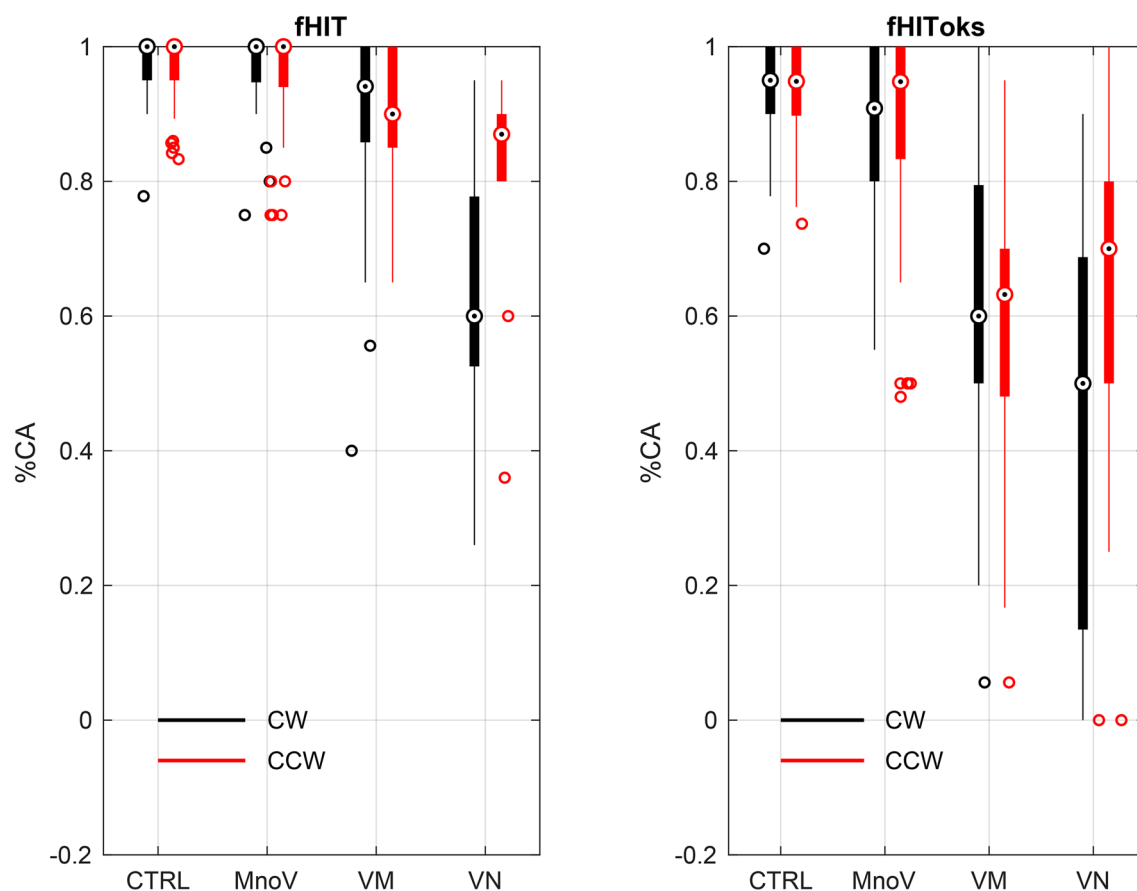 fHIT
1
0.8
0.6
0.4
0.2
0
-0.2
%CA
CW
CCW
CTRL MnoV VM VN
fHIToks
1
0.8
0.6
0.4
0.2
0
-0.2
%CA
CW
CCW
CTRL MnoV VM VN